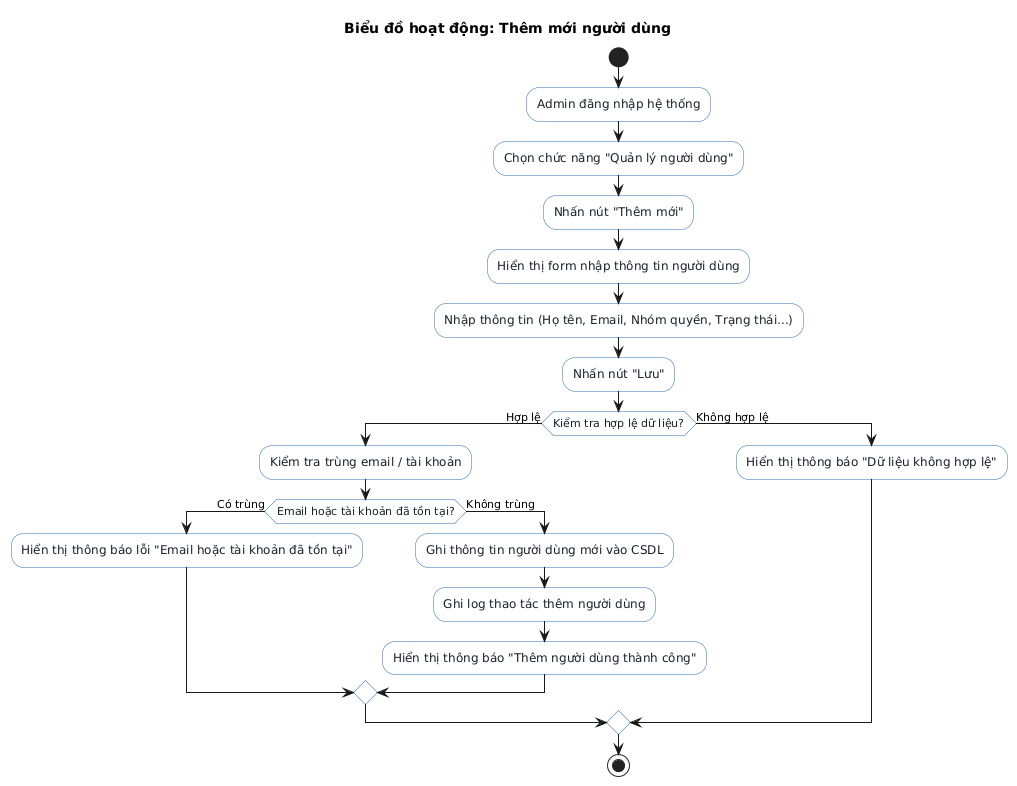 Biểu đồ hoạt động: Thêm mới người dùng
Admin đăng nhập hệ thống
Chọn chức năng "Quản lý người dùng"
Nhấn nút "Thêm mới"
Hiển thị form nhập thông tin người dùng
Nhập thông tin (Họ tên, Email, Nhóm quyền, Trạng thái...)
Nhấn nút "Lưu"
Hợp lệ
Kiểm tra hợp lệ dữ liệu?
Không hợp lệ
Kiểm tra trùng email / tài khoản
Hiển thị thông báo "Dữ liệu không hợp lệ"
Có trùng
Email hoặc tài khoản đã tồn tại?
Không trùng
Hiển thị thông báo lỗi "Email hoặc tài khoản đã tồn tại"
Ghi thông tin người dùng mới vào CSDL
Ghi log thao tác thêm người dùng
Hiển thị thông báo "Thêm người dùng thành công"